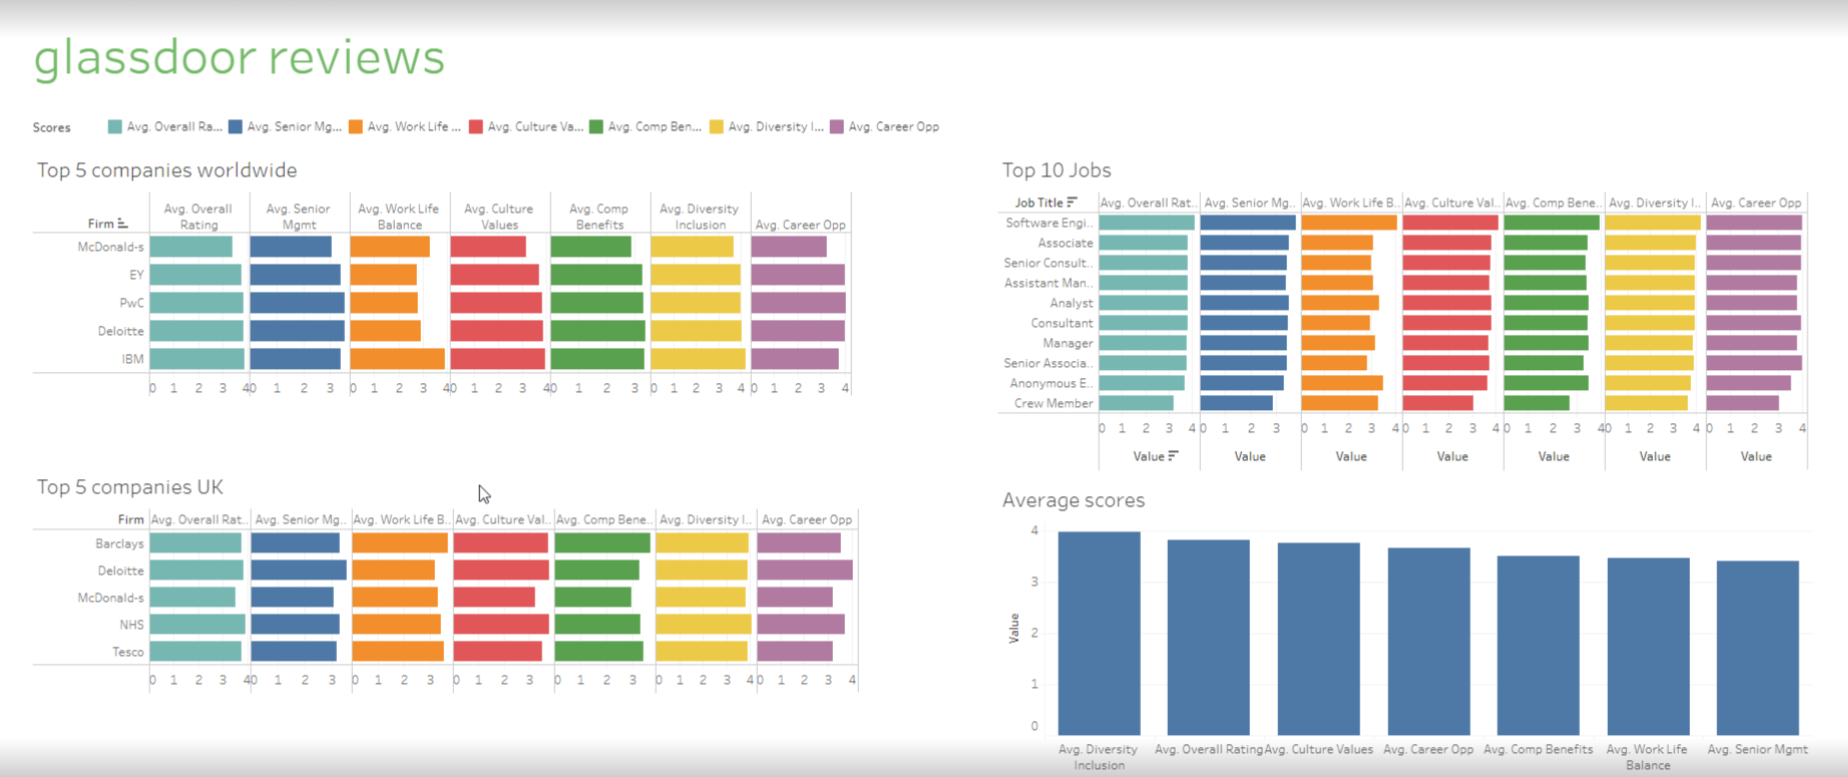 glassdoor reviews
Scores Avg. Overall Ra... Avg. Senior Mg... Avg. Work Life ... Avg. Culture Va... Avg. Comp Ben... Avg. Diversity I... Avg. Career Opp
Top 5 companies worldwide
Firm Avg. Overall Rating Avg. Senior Mgmt Avg. Work Life Balance Avg. Culture Values Avg. Comp Benefits Avg. Diversity Inclusion Avg. Career Opp
McDonald-s
EY
PwC
Deloitte
IBM
0 1 2 3 4 0 1 2 3 0 1 2 3 4 0 1 2 3 4 0 1 2 3 4 0 1 2 3 4 0 1 2 3 4
Top 5 companies UK
Firm Avg. Overall Rat.. Avg. Senior Mg.. Avg. Work Life B.. Avg. Culture Val.. Avg. Comp Bene.. Avg. Diversity I.. Avg. Career Opp
Barclays
Deloitte
McDonald-s
NHS
Tesco
0 1 2 3 4 0 1 2 3 0 1 2 3 0 1 2 3 0 1 2 3 0 1 2 3 4 0 1 2 3 4
Top 10 Jobs
Job Title Avg. Overall Rat.. Avg. Senior Mg.. Avg. Work Life B.. Avg. Culture Val.. Avg. Comp Bene.. Avg. Diversity I.. Avg. Career Opp
Software Engi..
Associate
Senior Consult..
Assistant Man..
Analyst
Consultant
Manager
Senior Associa..
Anonymous E..
Crew Member
0 1 2 3 4 0 1 2 3 0 1 2 3 4 0 1 2 3 4 0 1 2 3 4 0 1 2 3 4 0 1 2 3 4
Value Value Value Value Value Value Value
Average scores
4
3
2
1
0
Value
Avg. Diversity Inclusion
Avg. Overall Rating
Avg. Culture Values
Avg. Career Opp
Avg. Comp Benefits
Avg. Work Life Balance
Avg. Senior Mgmt